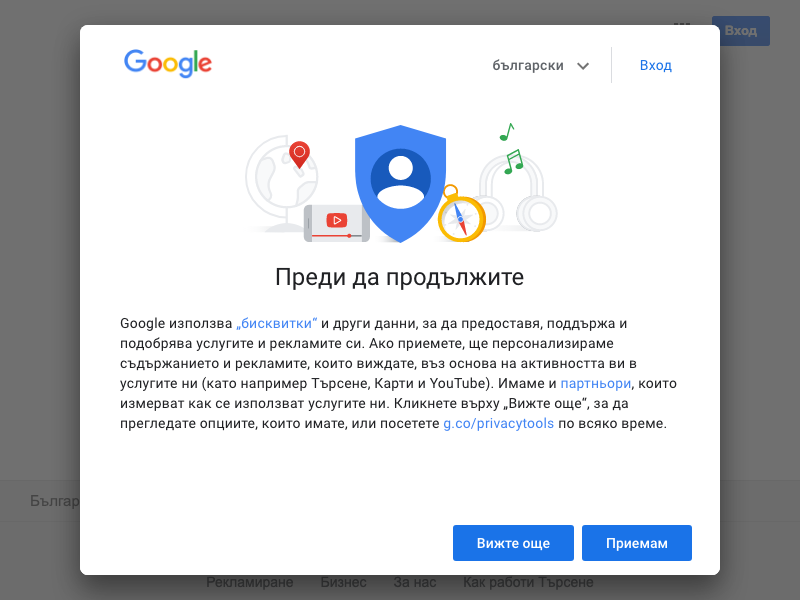 Вход
Google
български
Вход
Преди да продължите
Google използва „бисквитки“ и други данни, за да предоставя, поддържа и
подобрява услугите и рекламите си. Ако приемете, ще персонализираме
съдържанието и рекламите, които виждате, въз основа на активността ви в
услугите ни (като например Търсене, Карти и YouTube). Имаме и партньори, които
измерват как се използват услугите ни. Кликнете върху „Вижте още“, за да
прегледате опциите, които имате, или посетете g.co/privacytools по всяко време.
Българ
Вижте още
Приемам
Рекламиране
Бизнес
За нас
Как работи Търсене